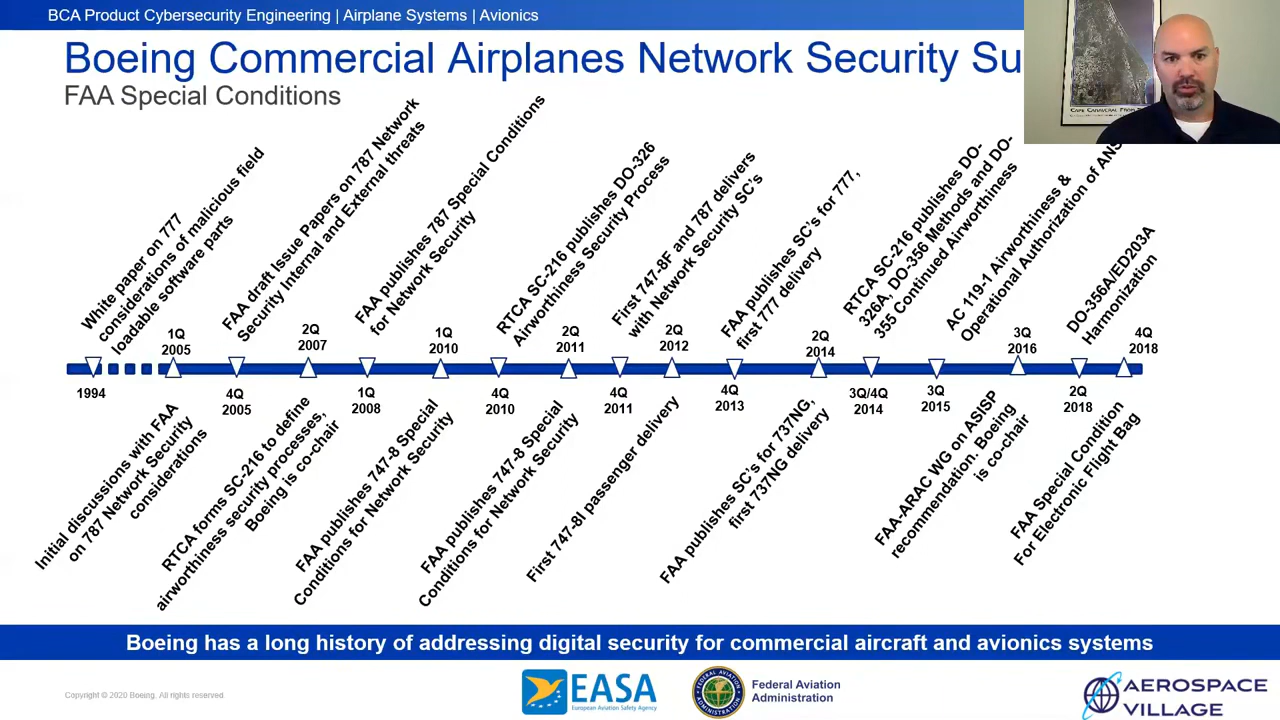 BCA Product Cybersecurity Engineering | Airplane Systems | Avionics
Boeing Commercial Airplanes Network Security Su
FAA Special Conditions
White paper on 777
considerations of malicious field
loadable software parts
FAA draft Issue Papers on 787 Network
Security Internal and External threats
FAA publishes 787 Special Conditions
for Network Security
RTCA SC-216 publishes DO-326
Airworthiness Security Process
First 747-8F and 787 delivers
with Network Security SC's
FAA publishes SC's for 777,
first 777 delivery
RTCA SC-216 publishes DO-
326A, DO-356 Methods and DO-
355 Continued Airworthiness
AC 119-1 Airworthiness &
Operational Authorization of ANS
DO-356A/ED203A
Harmonization
1Q
2005
2Q
2007
1Q
2010
2Q
2011
2Q
2012
2Q
2014
3Q
2016
4Q
2018
1994
4Q
2005
1Q
2008
4Q
2010
4Q
2011
4Q
2013
3Q/4Q
2014
3Q
2015
2Q
2018
Initial discussions with FAA
on 787 Network Security
considerations
RTCA forms SC-216 to define
airworthiness security processes,
Boeing is co-chair
FAA publishes 747-8 Special
Conditions for Network Security
FAA publishes 747-8 Special
Conditions for Network Security
First 747-8I passenger delivery
FAA publishes SC's for 737NG,
first 737NG delivery
FAA-ARAC WG on ASISP
recommendation. Boeing
is co-chair
FAA Special Condition
For Electronic Flight Bag
Boeing has a long history of addressing digital security for commercial aircraft and avionics systems
Copyright © 2020 Boeing. All rights reserved.
EASA
European Aviation Safety Agency
Federal Aviation
Administration
AEROSPACE
VILLAGE